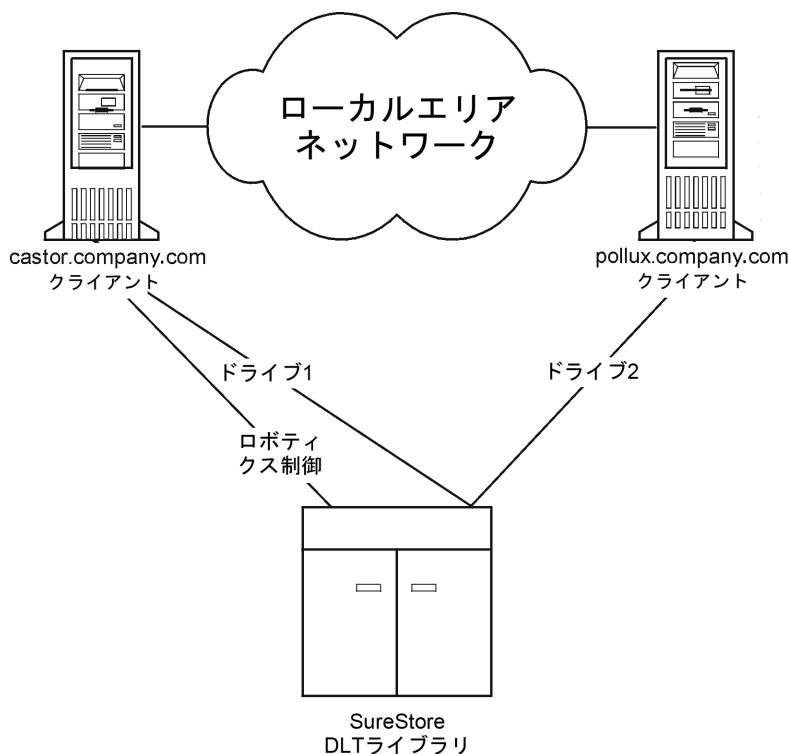 ローカルエリア
ネットワーク
castor.company.com
クライアント
pollux.company.com
クライアント
ドライブ1
ドライブ2
ロボティ
クス制御
SureStore
DLTライブラリ